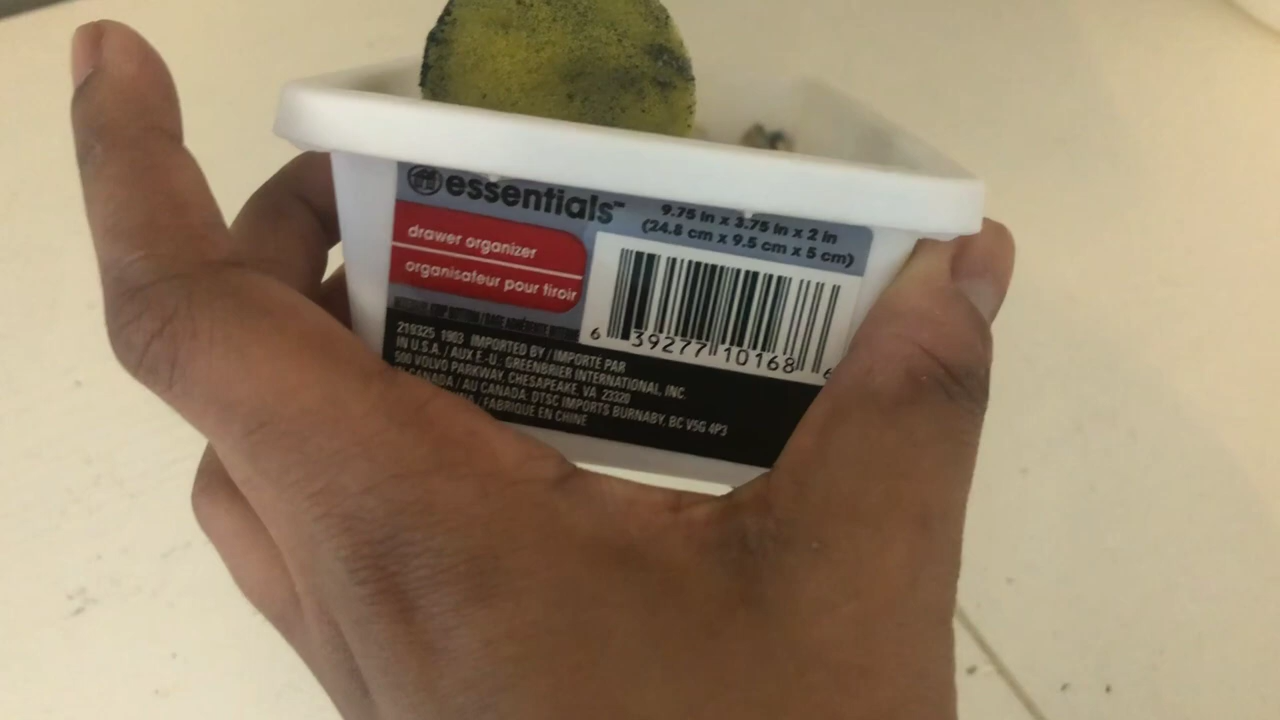 essentials™
9.75 in x 3.75 in x 2 in
(24.8 cm x 9.5 cm x 5 cm)
drawer organizer
organisateur pour tiroir
6 39277 10168 6
219325 1903 IMPORTED BY / IMPORTÉ PAR
IN U.S.A. / AUX É.-U.: GREENBRIER INTERNATIONAL, INC.
500 VOLVO PARKWAY, CHESAPEAKE, VA 23320
CANADA / AU CANADA: DTSC IMPORTS BURNABY, BC V5G 4P3
/ FABRIQUÉ EN CHINE